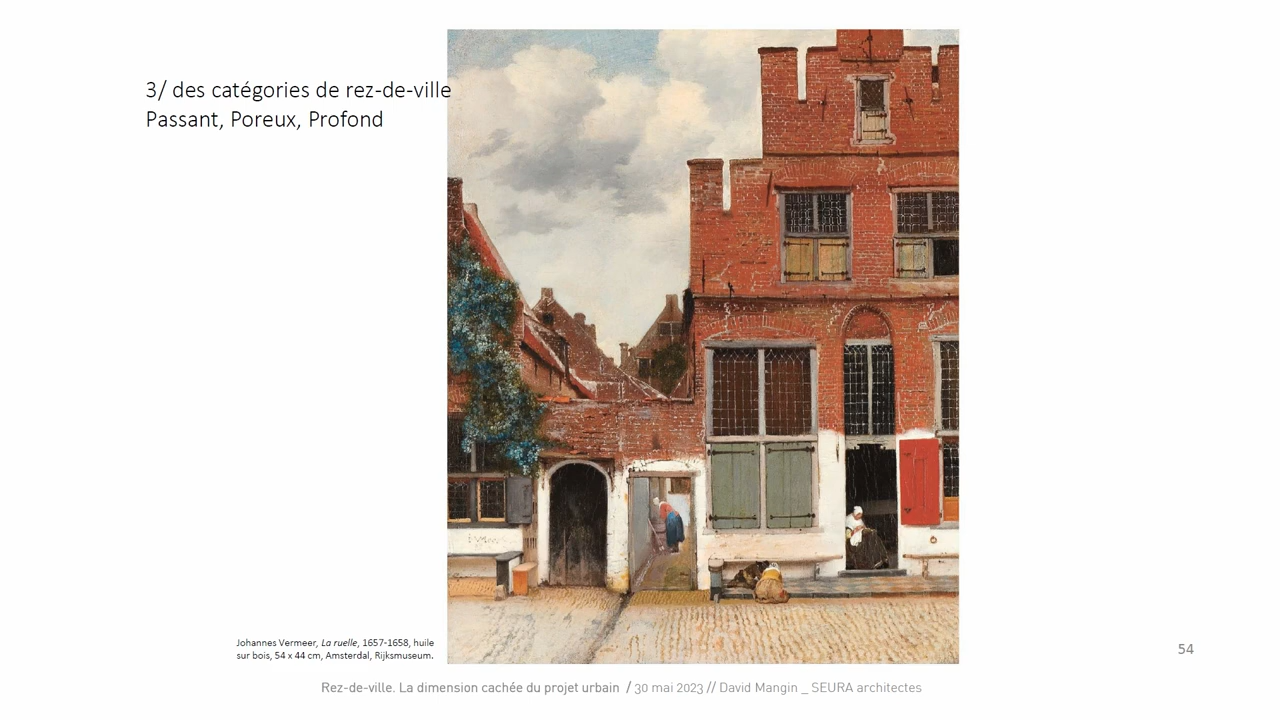 3/ des catégories de rez-de-ville
Passant, Poreux, Profond
Johannes Vermeer, La ruelle, 1657-1658, huile
sur bois, 54 x 44 cm, Amsterdal, Rijksmuseum.
54
Rez-de-ville. La dimension cachée du projet urbain / 30 mai 2023 // David Mangin _ SEURA architectes